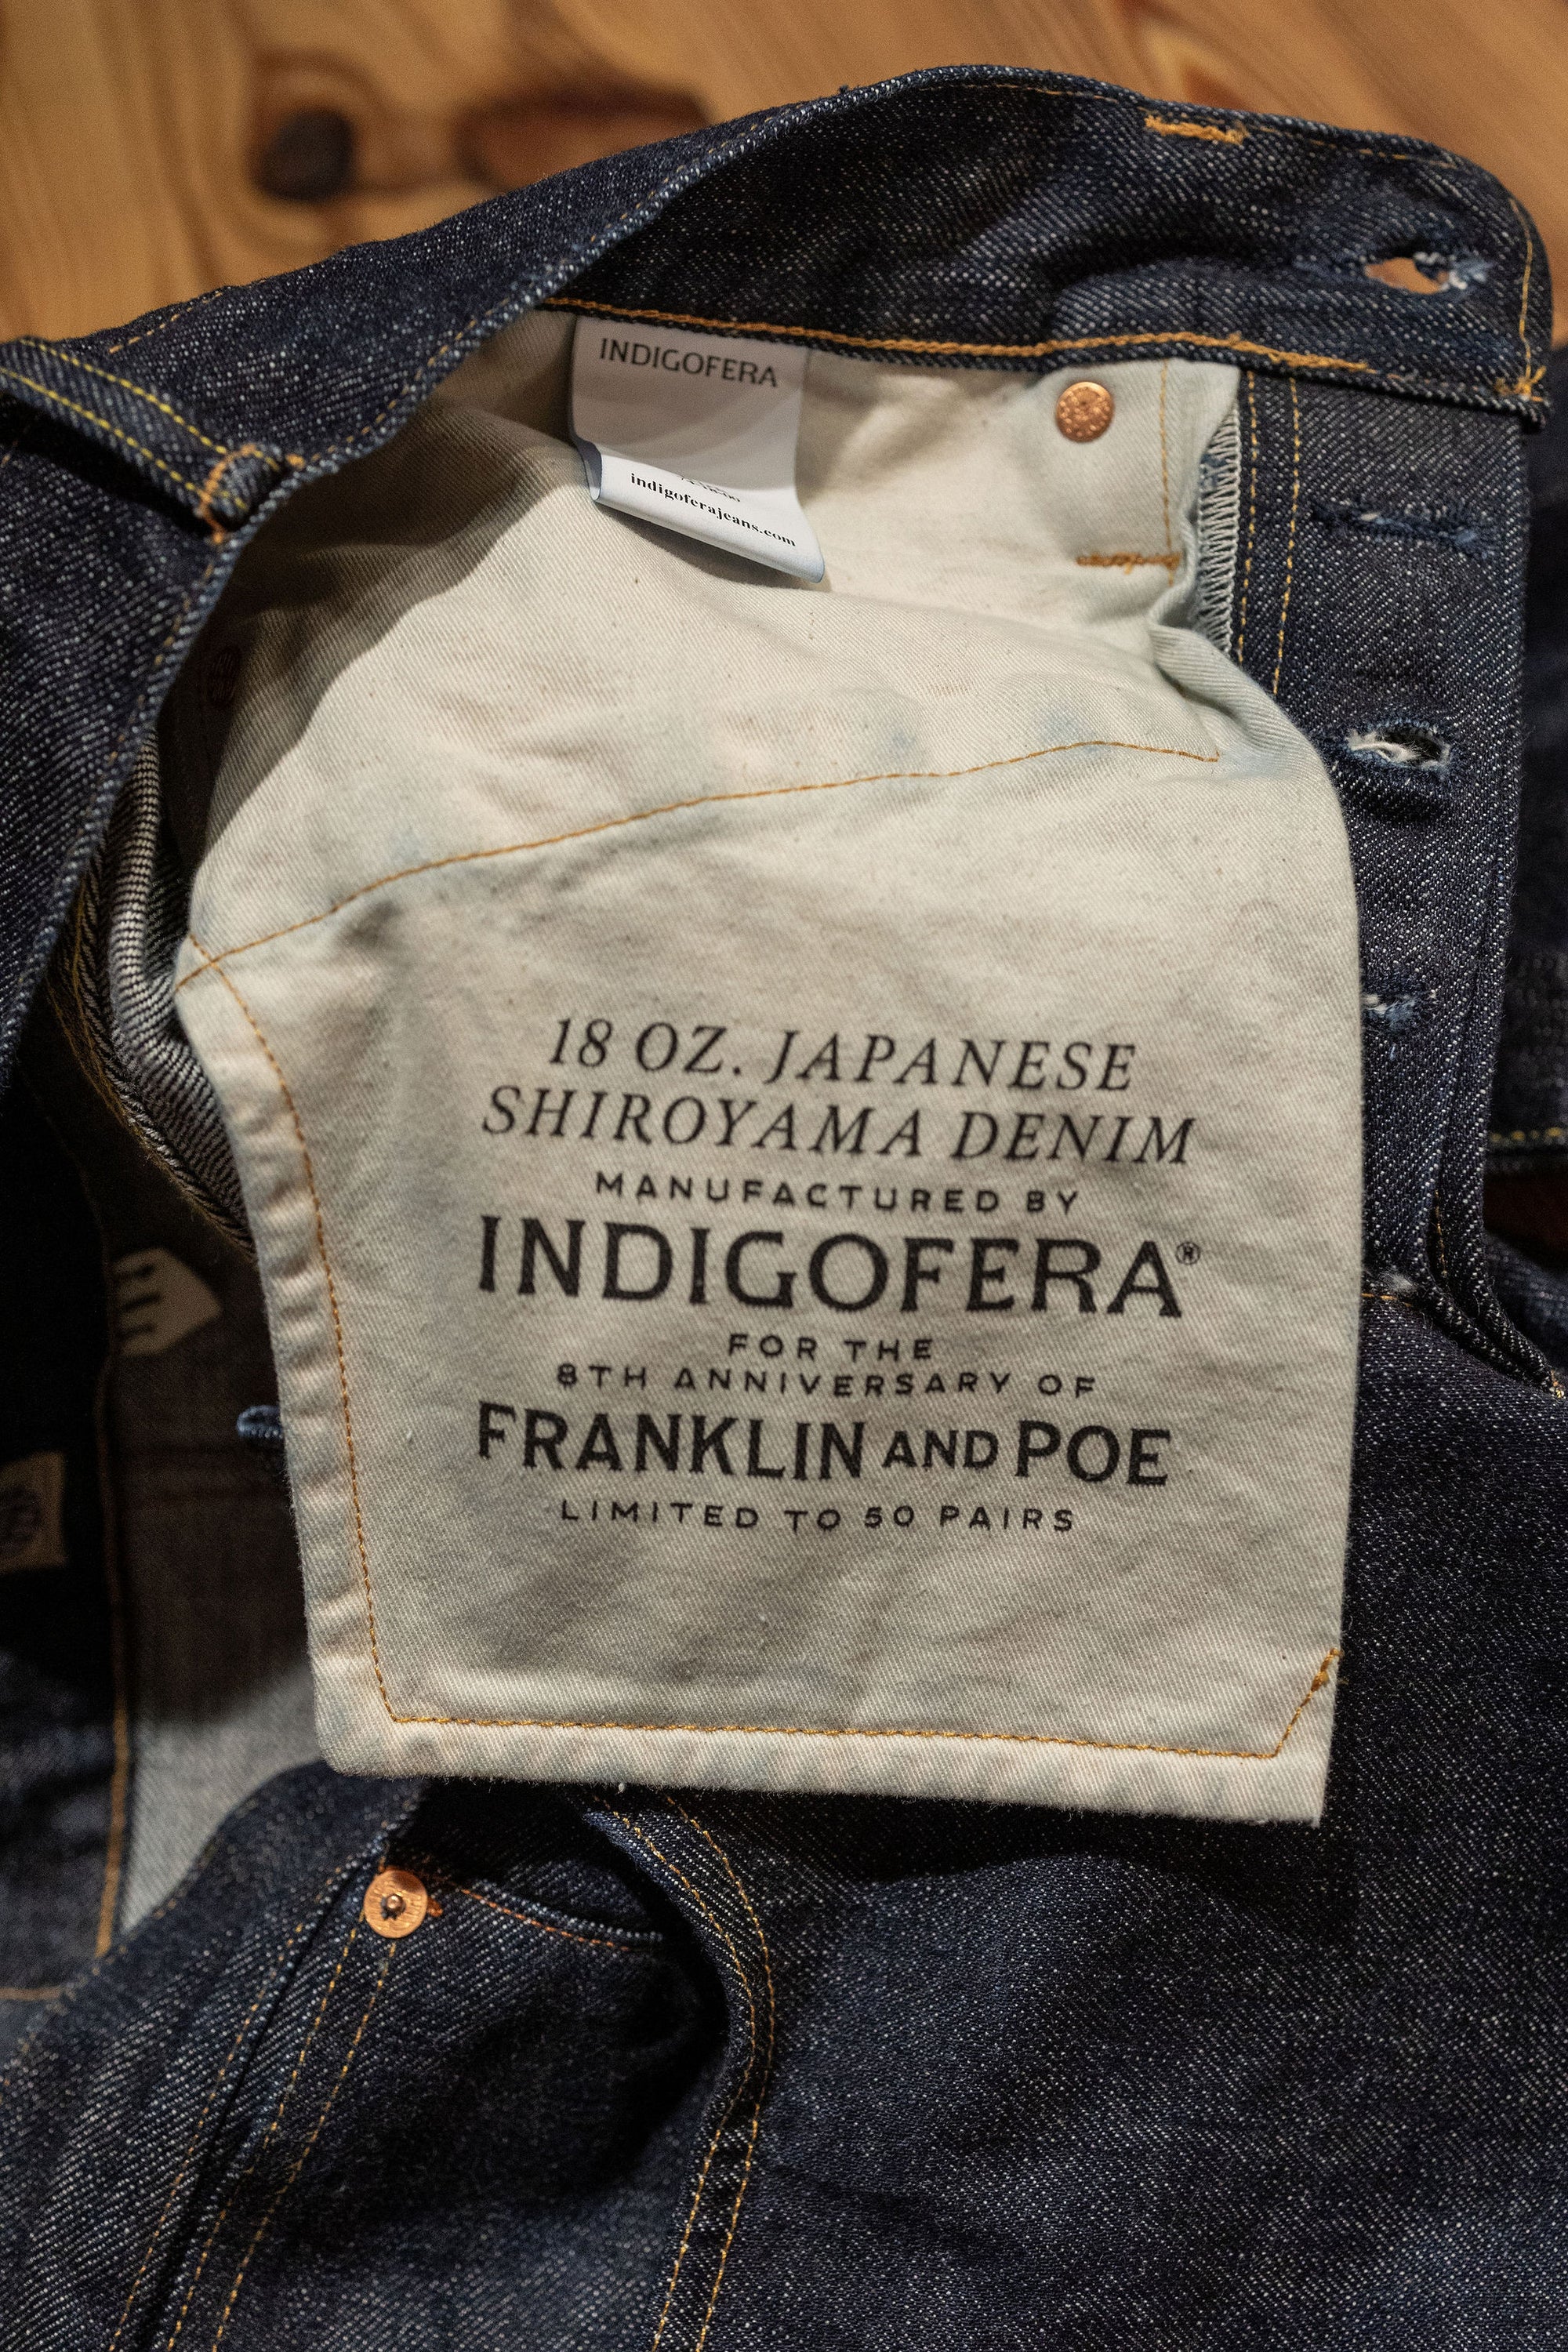 INDIGOFERA
indigoferajeans.com
18 OZ. JAPANESE
SHIROYAMA DENIM
MANUFACTURED BY
INDIGOFERA®
FOR THE
8TH ANNIVERSARY OF
FRANKLIN AND POE
LIMITED TO 50 PAIRS